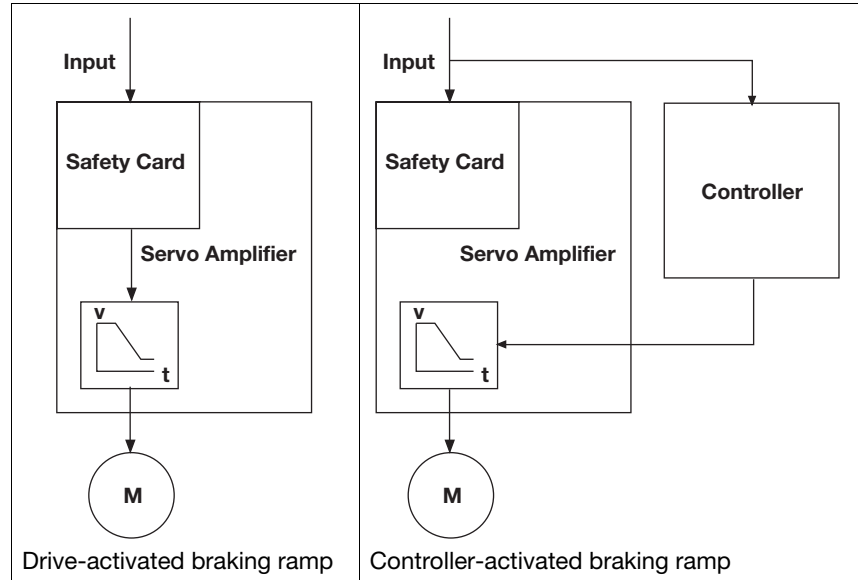 Input
Safety Card
Servo Amplifier
v
t
M
Drive-activated braking ramp
Input
Safety Card
Controller
Servo Amplifier
v
t
M
Controller-activated braking ramp